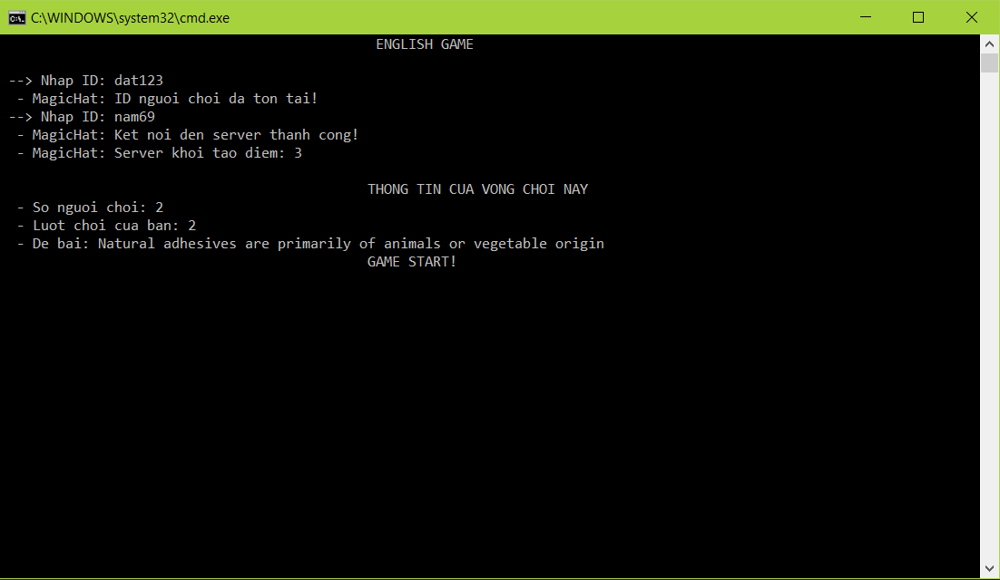 C:\WINDOWS\system32\cmd.exe
ENGLISH GAME
--> Nhap ID: dat123
- MagicHat: ID nguoi choi da ton tai!
--> Nhap ID: nam69
- MagicHat: Ket noi den server thanh cong!
- MagicHat: Server khoi tao diem: 3
THONG TIN CUA VONG CHOI NAY
- So nguoi choi: 2
- Luot choi cua ban: 2
- De bai: Natural adhesives are primarily of animals or vegetable origin
GAME START!